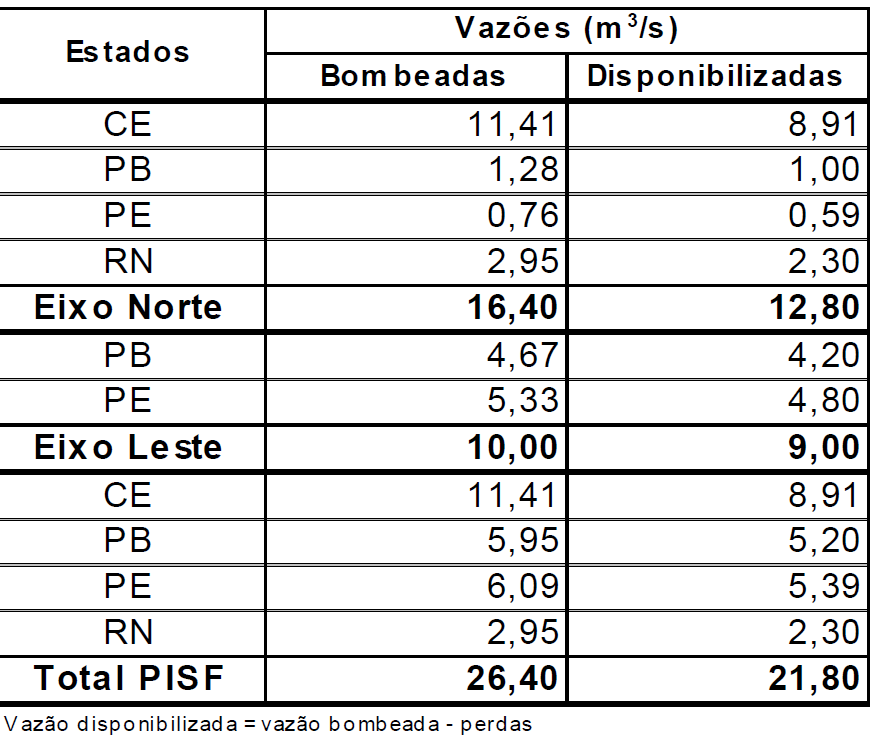 Estados Vazões (m³/s)
Bombeadas Disponibilizadas
CE 11,41 8,91
PB 1,28 1,00
PE 0,76 0,59
RN 2,95 2,30
Eixo Norte 16,40 12,80
PB 4,67 4,20
PE 5,33 4,80
Eixo Leste 10,00 9,00
CE 11,41 8,91
PB 5,95 5,20
PE 6,09 5,39
RN 2,95 2,30
Total PISF 26,40 21,80
Vazão disponibilizada = vazão bombeada - perdas